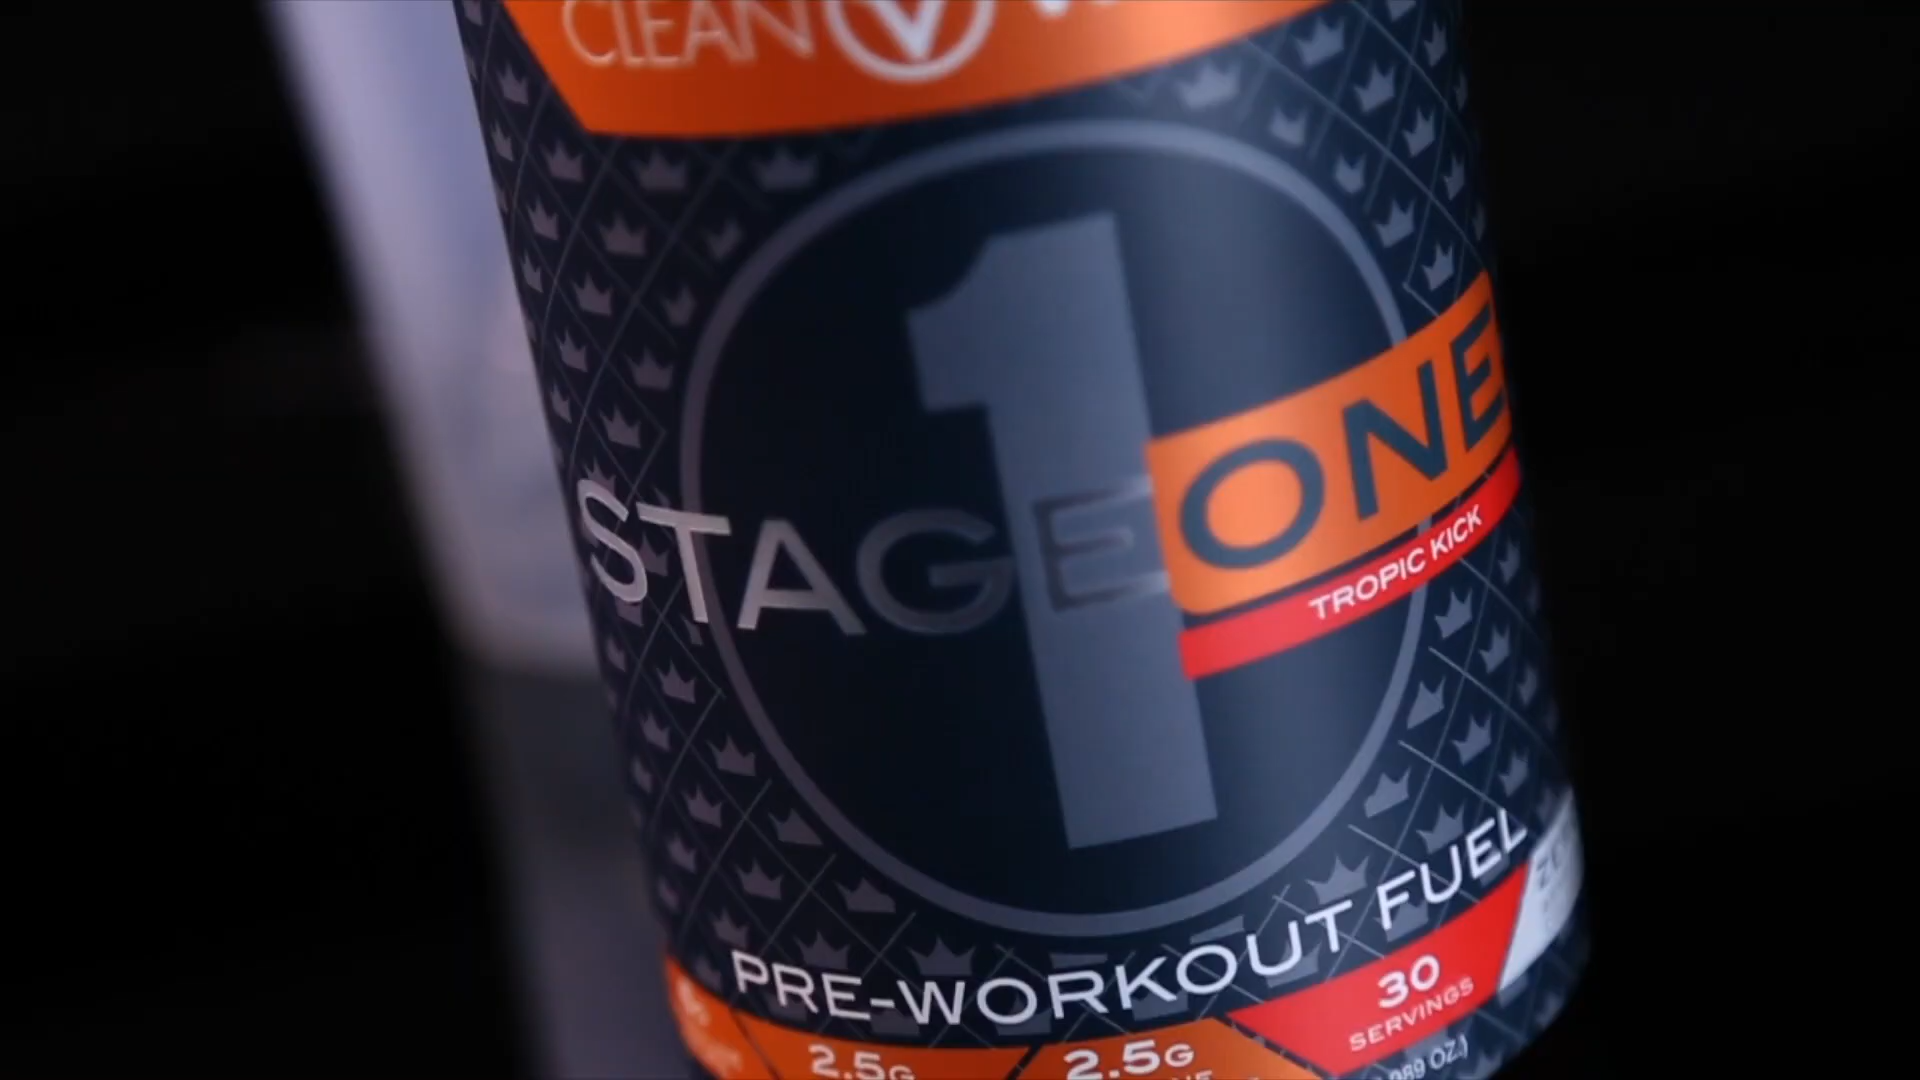 CLEAN V
1
STAGE ONE
TROPIC KICK
PRE-WORKOUT FUEL
30
SERVINGS
2.5G 2.5G